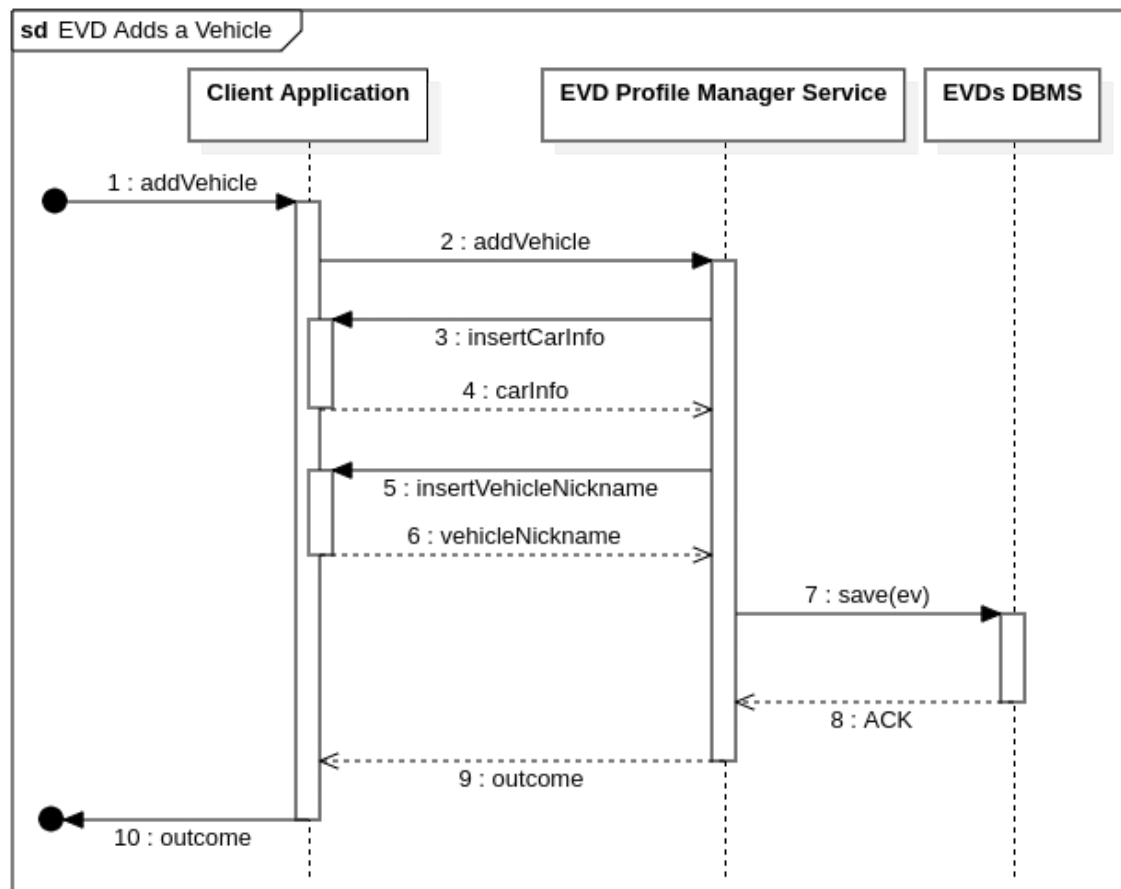 sd EVD Adds a Vehicle
Client Application
EVD Profile Manager Service
EVDs DBMS
1 : addVehicle
2 : addVehicle
3 : insertCarInfo
4 : carInfo
5 : insertVehicleNickname
6 : vehicleNickname
7 : save(ev)
8 : ACK
9 : outcome
10 : outcome